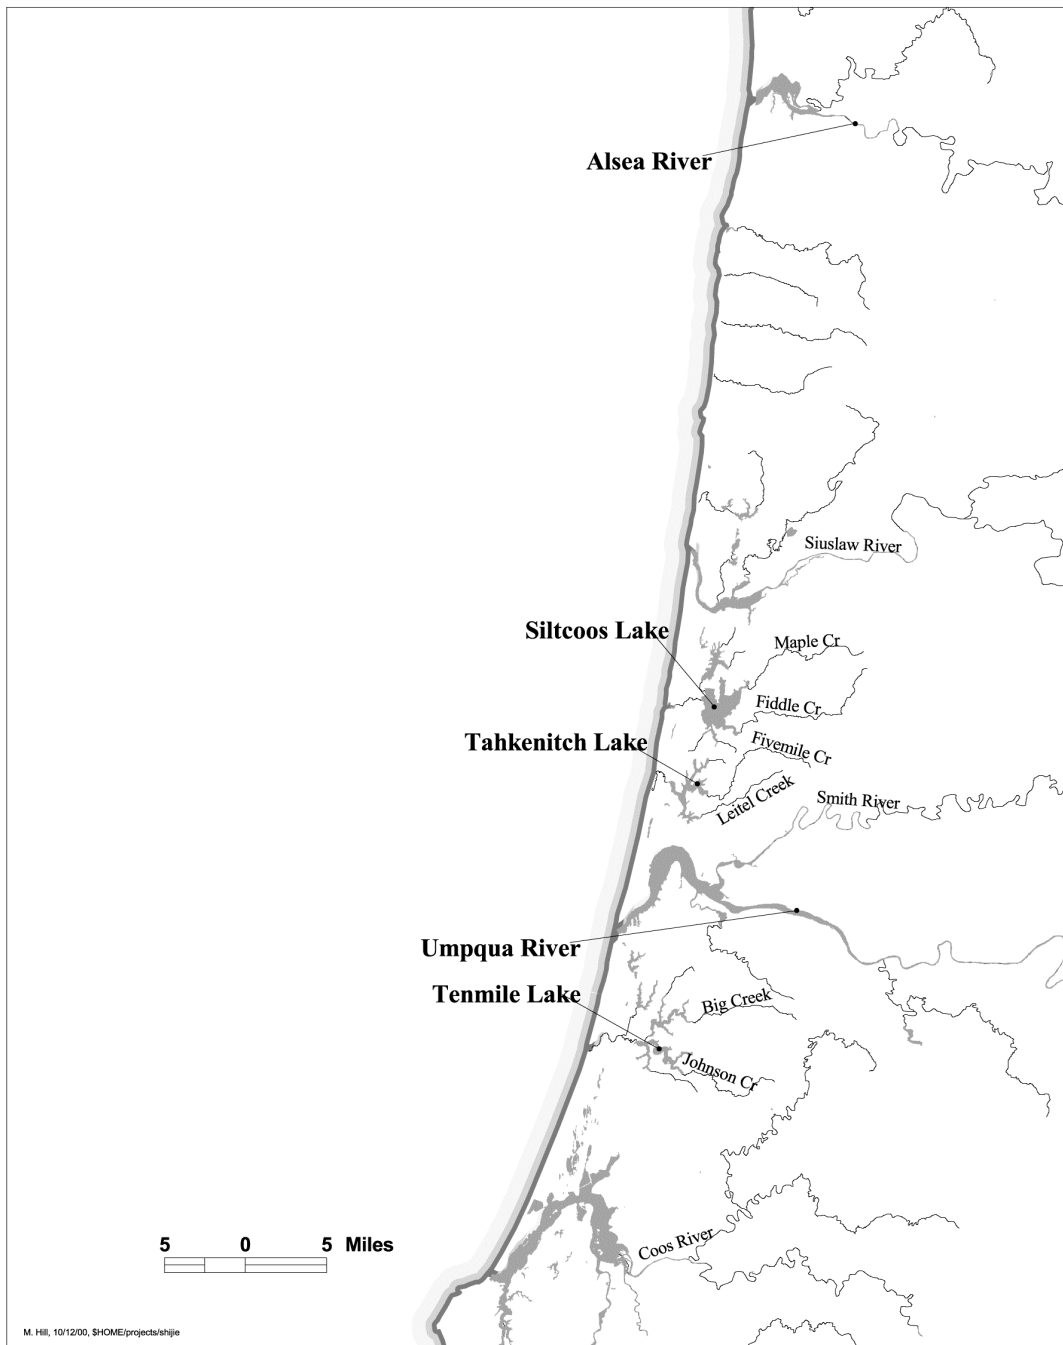 Alsea River
Siuslaw River
Siltcoos Lake
Maple Cr
Fiddle Cr
Tahkenitch Lake
Fivemile Cr
Leitel Creek
Smith River
Umpqua River
Tenmile Lake
Big Creek
Johnson Cr
Coos River
5 0 5 Miles
M. Hill, 10/12/00, $HOME/projects/shijie